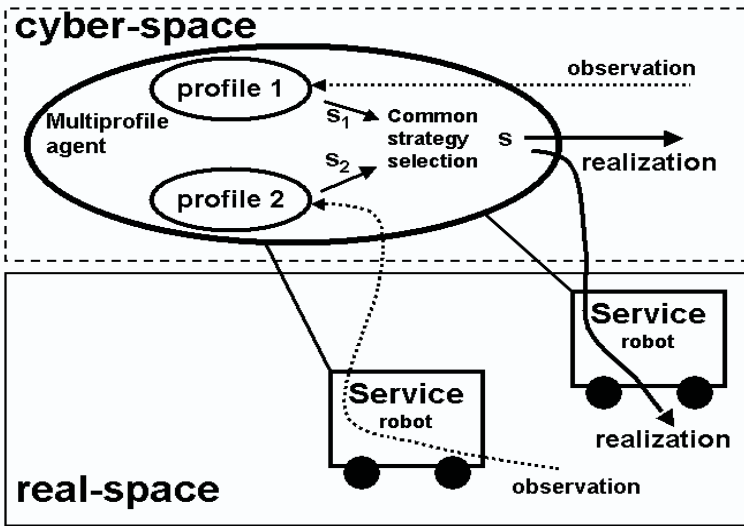 cyber-space
observation
profile 1
Multiprofile
agent
S1
Common
strategy
selection
S
realization
S2
profile 2
Service
robot
Service
robot
realization
observation
real-space